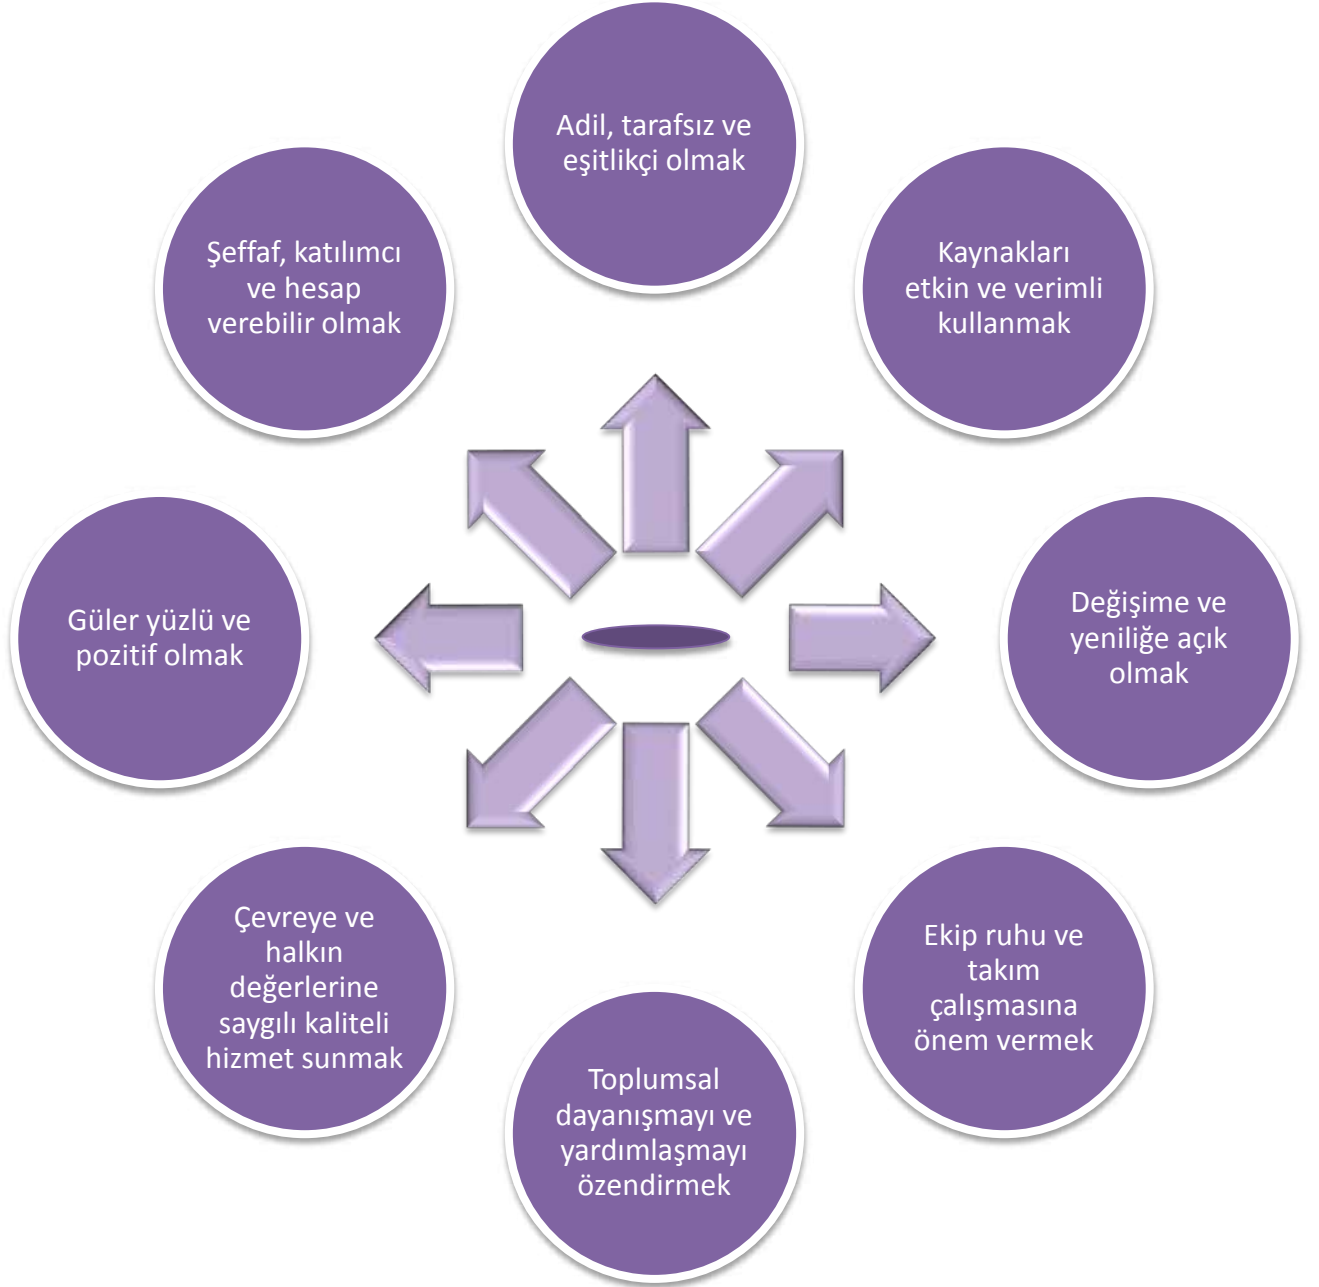 Adil, tarafsız ve
eşitlikçi olmak
Kaynakları
etkin ve verimli
kullanmak
Değişime ve
yeniliğe açık
olmak
Ekip ruhu ve
takım
çalışmasına
önem vermek
Toplumsal
dayanışmayı ve
yardımlaşmayı
özendirmek
Çevreye ve
halkın
değerlerine
saygılı kaliteli
hizmet sunmak
Güler yüzlü ve
pozitif olmak
Şeffaf, katılımcı
ve hesap
verebilir olmak